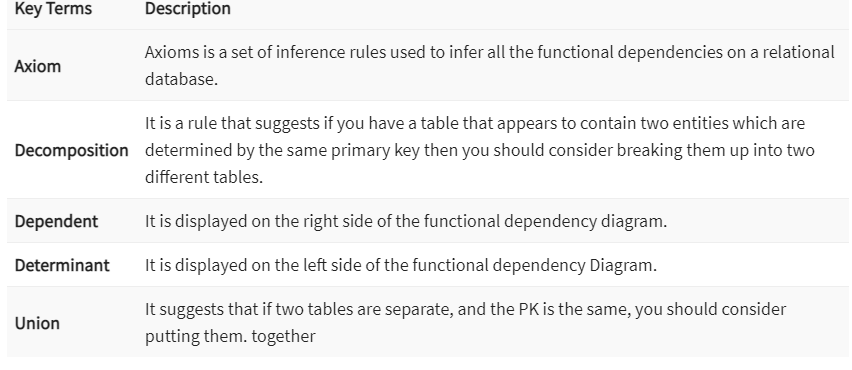 Key Terms Description
Axiom
Axioms is a set of inference rules used to infer all the functional dependencies on a relational
database.
Decomposition
It is a rule that suggests if you have a table that appears to contain two entities which are
determined by the same primary key then you should consider breaking them up into two
different tables.
Dependent It is displayed on the right side of the functional dependency diagram.
Determinant It is displayed on the left side of the functional dependency Diagram.
Union
It suggests that if two tables are separate, and the PK is the same, you should consider
putting them. together